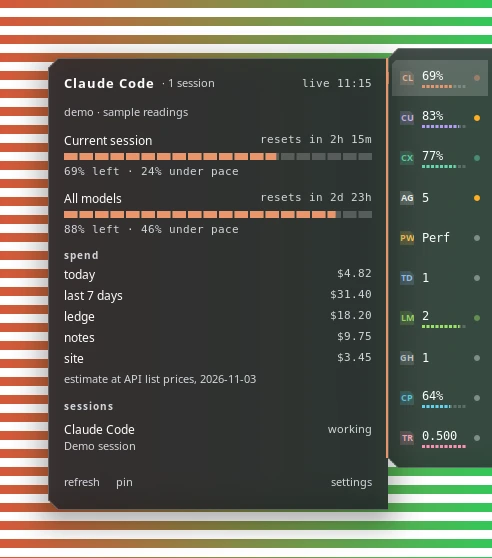 Claude Code · 1 session live 11:15
demo · sample readings
Current session resets in 2h 15m
69% left · 24% under pace
All models resets in 2d 23h
88% left · 46% under pace
spend
today $4.82
last 7 days $31.40
ledge $18.20
notes $9.75
site $3.45
estimate at API list prices, 2026-11-03
sessions
Claude Code working
Demo session
refresh pin settings
CL 69%
CU 83%
CX 77%
AG 5
PW Perf
TD 1
LM 2
GH 1
CP 64%
TR 0.500